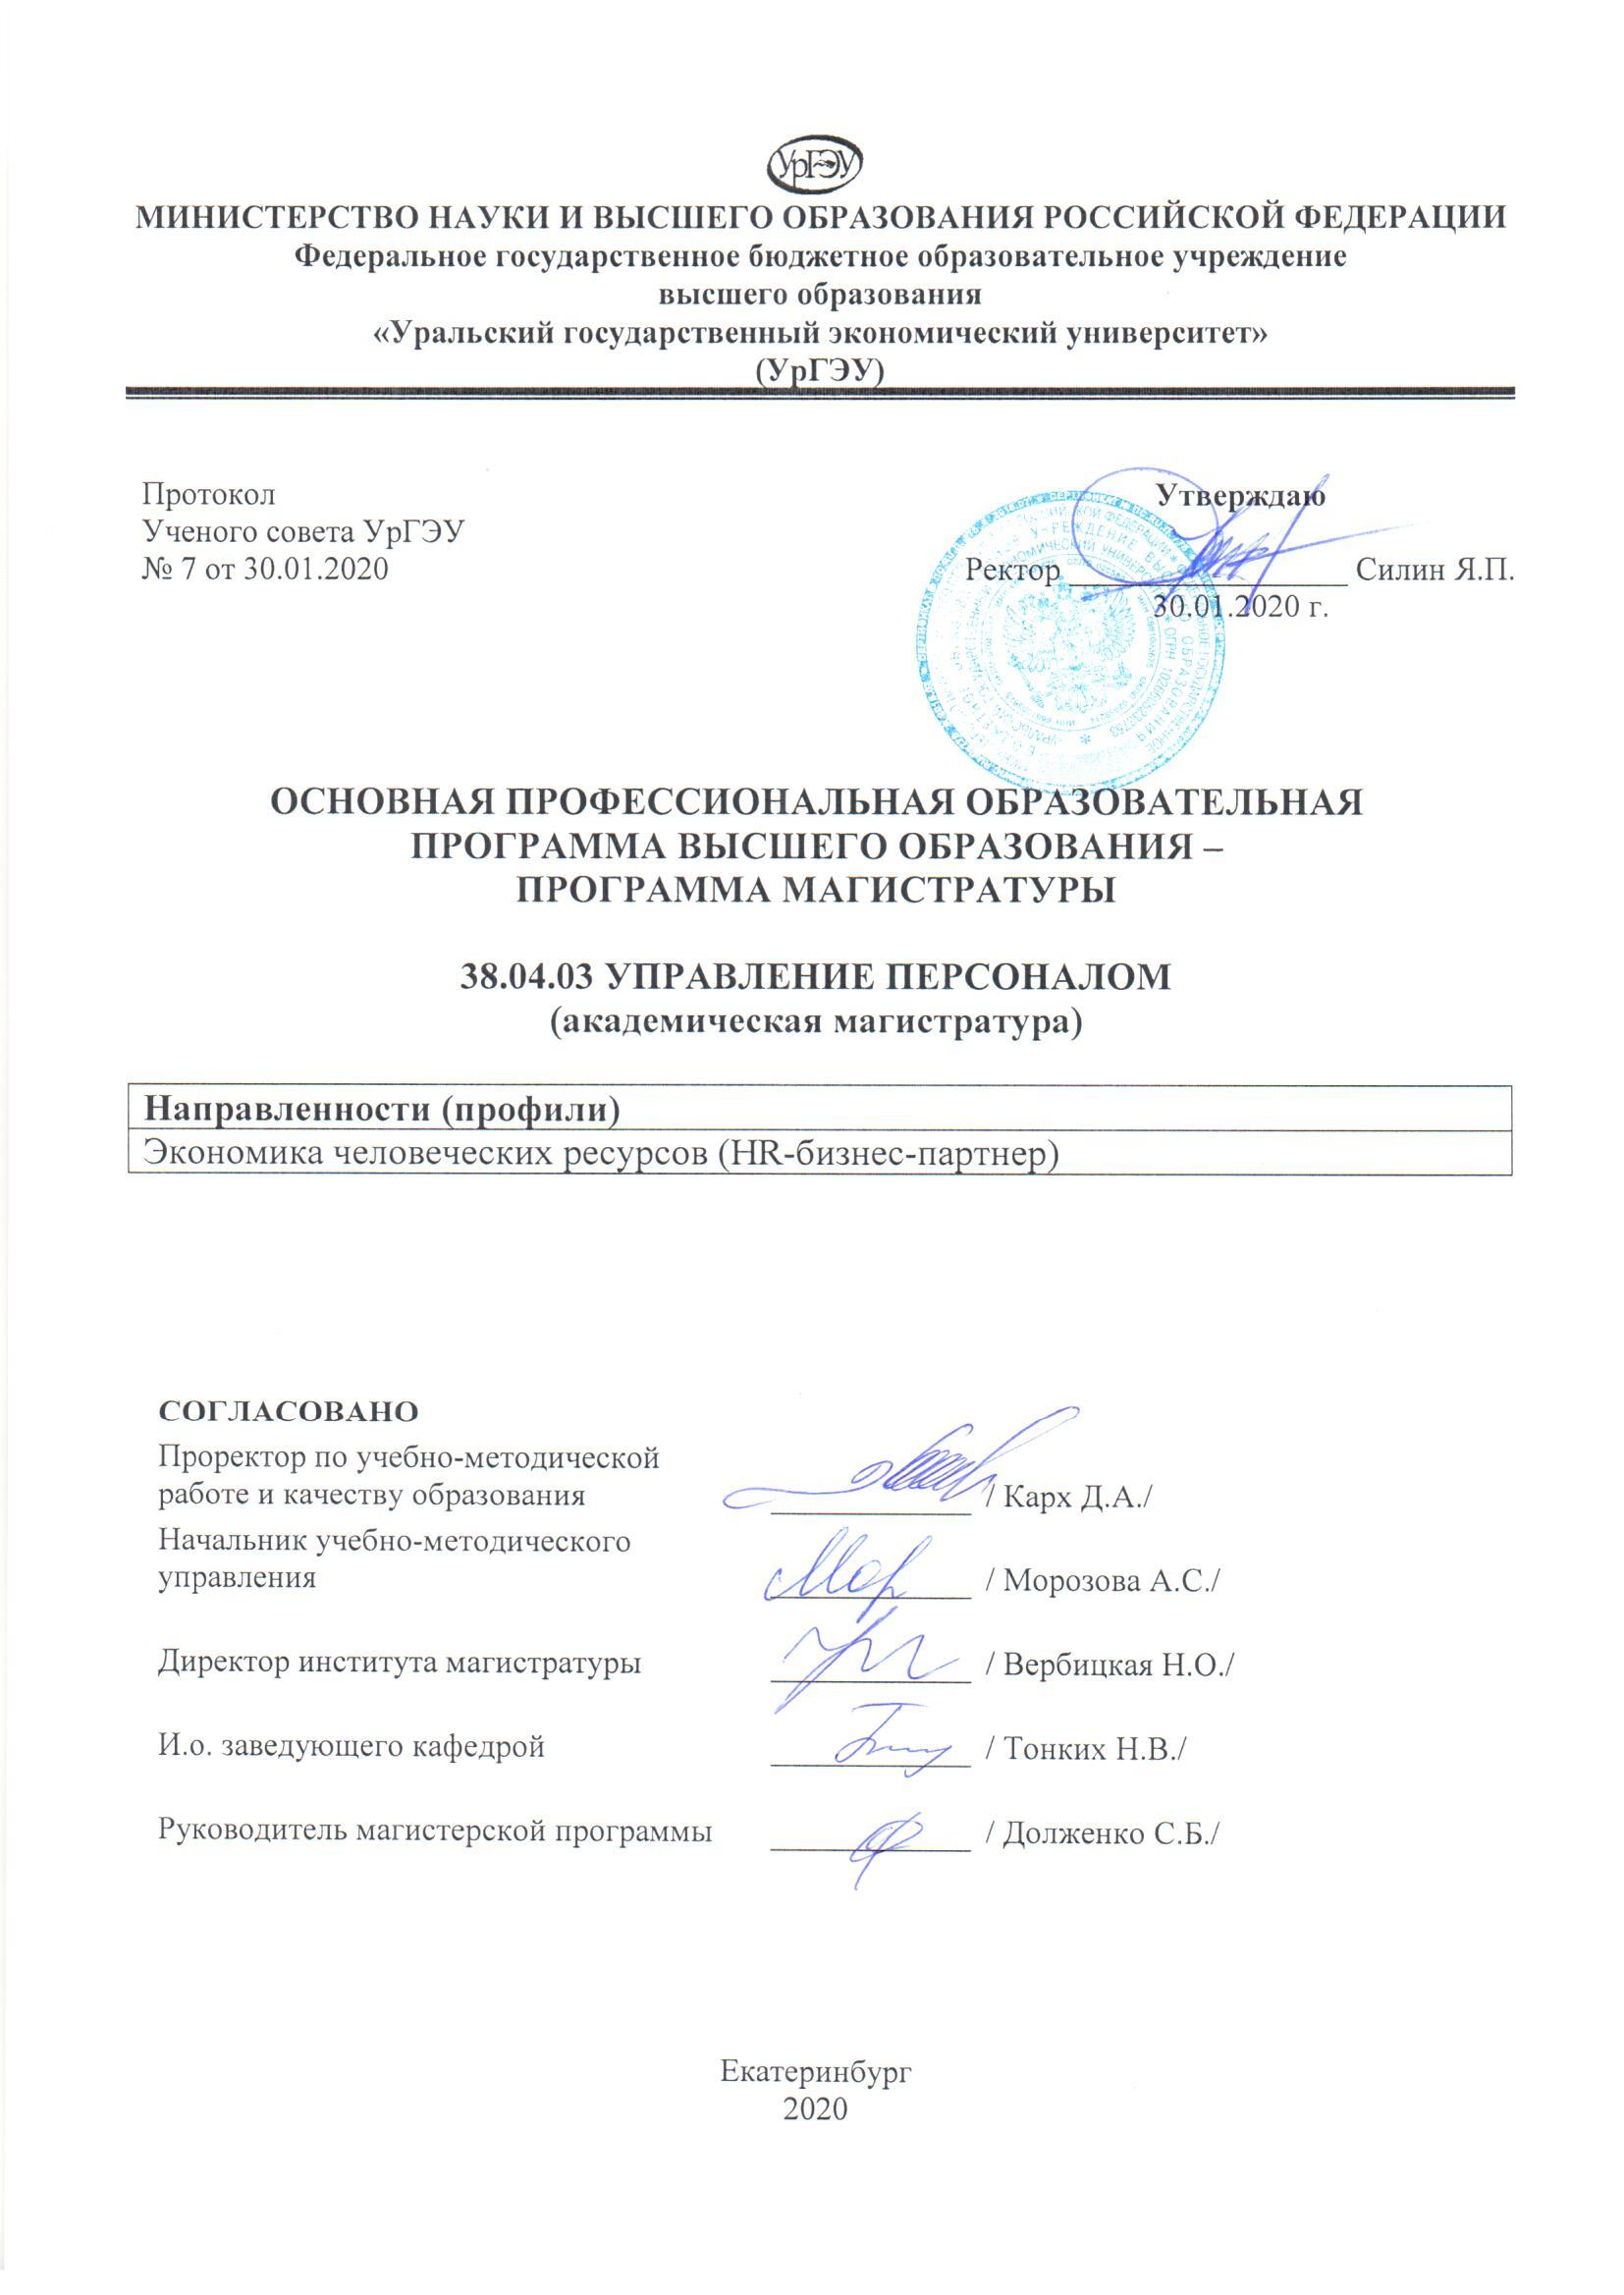 УрГЭУ
МИНИСТЕРСТВО НАУКИ И ВЫСШЕГО ОБРАЗОВАНИЯ РОССИЙСКОЙ ФЕДЕРАЦИИ
Федеральное государственное бюджетное образовательное учреждение
высшего образования
«Уральский государственный экономический университет»
(УрГЭУ)
Протокол
Ученого совета УрГЭУ
№ 7 от 30.01.2020
Утверждаю
Ректор Силин Я.П.
30.01.2020 г.
ОСНОВНАЯ ПРОФЕССИОНАЛЬНАЯ ОБРАЗОВАТЕЛЬНАЯ
ПРОГРАММА ВЫСШЕГО ОБРАЗОВАНИЯ –
ПРОГРАММА МАГИСТРАТУРЫ
38.04.03 УПРАВЛЕНИЕ ПЕРСОНАЛОМ
(академическая магистратура)
Направленности (профили)
Экономика человеческих ресурсов (HR-бизнес-партнер)
СОГЛАСОВАНО
Проректор по учебно-методической
работе и качеству образования / Карх Д.А./
Начальник учебно-методического
управления / Морозова А.С./
Директор института магистратуры / Вербицкая Н.О./
И.о. заведующего кафедрой / Тонких Н.В./
Руководитель магистерской программы / Долженко С.Б./
Екатеринбург
2020